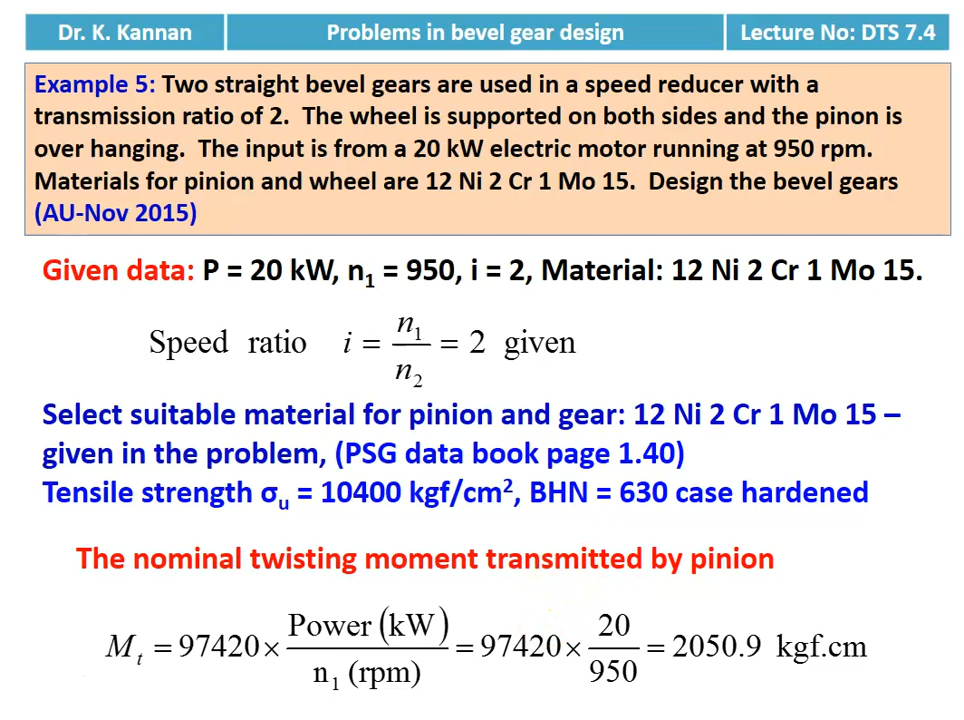 Dr. K. Kannan
Problems in bevel gear design
Lecture No: DTS 7.4
Example 5: Two straight bevel gears are used in a speed reducer with a
transmission ratio of 2. The wheel is supported on both sides and the pinon is
over hanging. The input is from a 20 kW electric motor running at 950 rpm.
Materials for pinion and wheel are 12 Ni 2 Cr 1 Mo 15. Design the bevel gears
(AU-Nov 2015)
Given data: P = 20 kW, n₁ = 950, i = 2, Material: 12 Ni 2 Cr 1 Mo 15.
Speed ratio i = n₁/n₂ = 2 given
Select suitable material for pinion and gear: 12 Ni 2 Cr 1 Mo 15 –
given in the problem, (PSG data book page 1.40)
Tensile strength σᵤ = 10400 kgf/cm², BHN = 630 case hardened
The nominal twisting moment transmitted by pinion
Mₜ = 97420 × Power (kW)/n₁ (rpm) = 97420 × 20/950 = 2050.9 kgf.cm